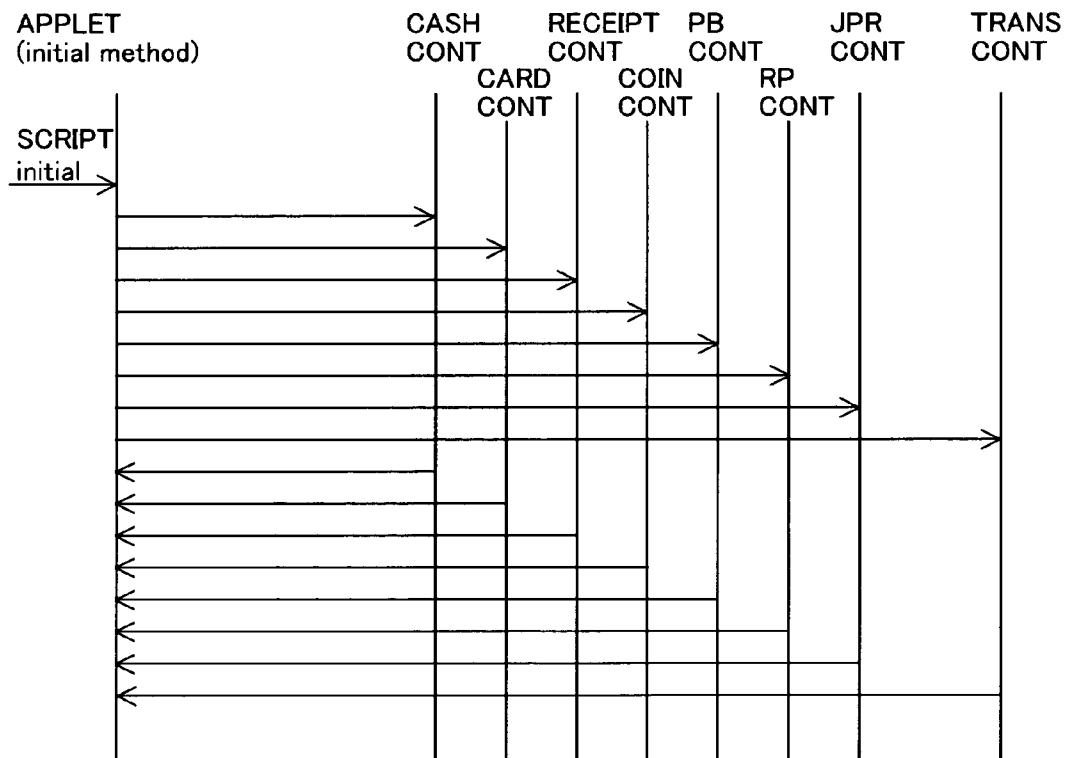 APPLET
(initial method)
CASH
CONT
RECEIPT
CONT
PB
CONT
JPR
CONT
TRANS
CONT
CARD
CONT
COIN
CONT
RP
CONT
SCRIPT
initial